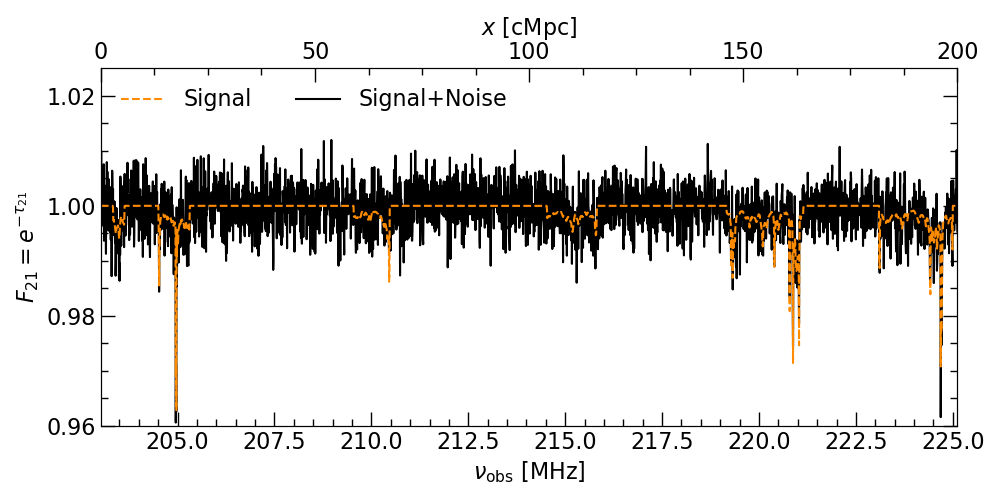 x [cMpc]
0 50 100 150 200
1.02
Signal Signal+Noise
1.00
0.98
0.96
F₂₁ = e^{-τ₂₁}
205.0 207.5 210.0 212.5 215.0 217.5 220.0 222.5 225.0
ν_obs [MHz]